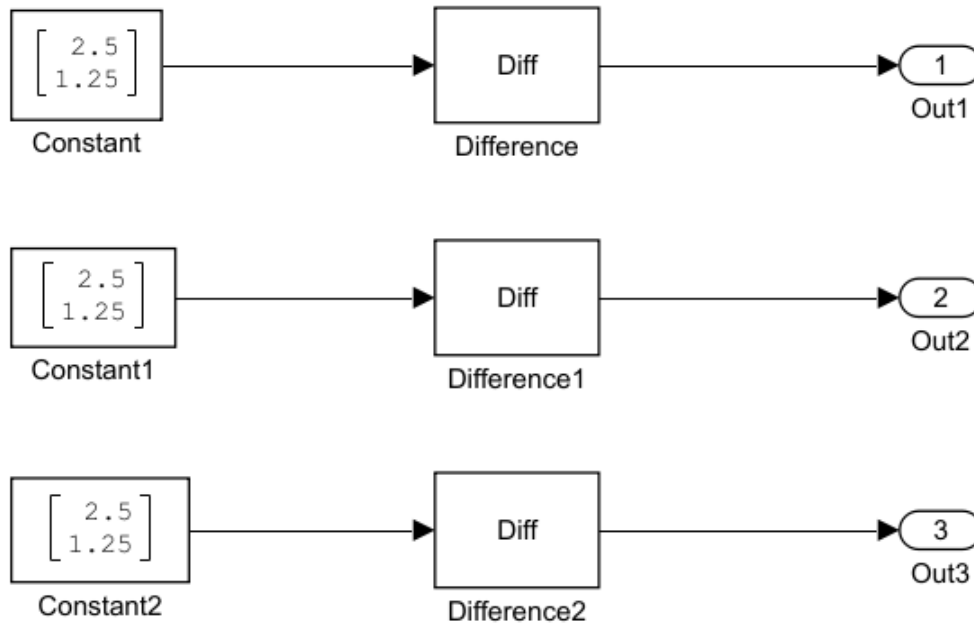 2.5
1.25
Diff
1
Constant
Difference
Out1
2.5
1.25
Diff
2
Constant1
Difference1
Out2
2.5
1.25
Diff
3
Constant2
Difference2
Out3